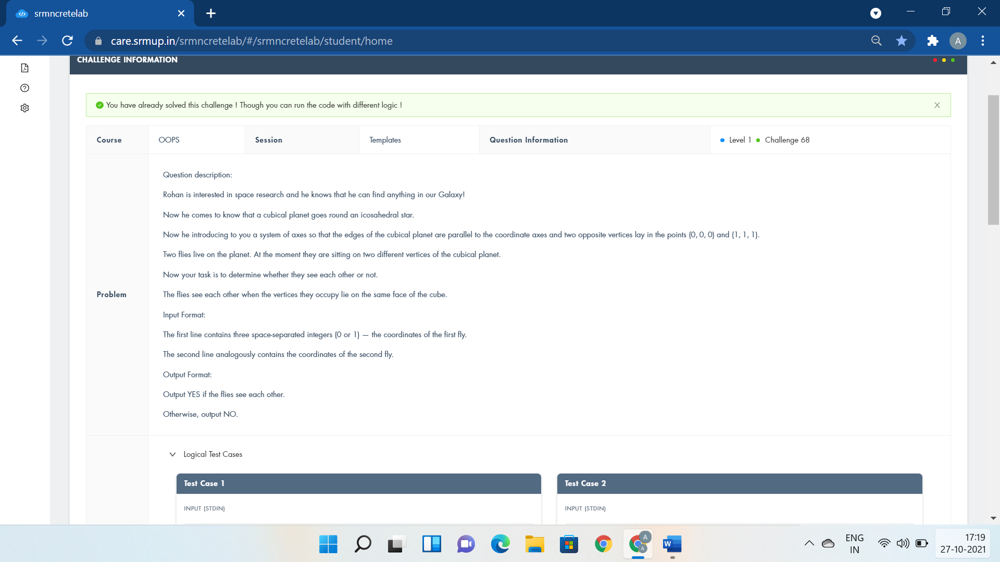 srmncretelab
care.srmup.in/srmncretelab/#/srmncretelab/student/home
A
CHALLENGE INFORMATION
You have already solved this challenge ! Though you can run the code with different logic !
Course OOPS Session Templates Question Information Level 1 Challenge 68
Question description:
Rohan is interested in space research and he knows that he can find anything in our Galaxy!
Now he comes to know that a cubical planet goes round an icosahedral star.
Now he introducing to you a system of axes so that the edges of the cubical planet are parallel to the coordinate axes and two opposite vertices lay in the points (0, 0, 0) and (1, 1, 1).
Two flies live on the planet. At the moment they are sitting on two different vertices of the cubical planet.
Now your task is to determine whether they see each other or not.
Problem
The flies see each other when the vertices they occupy lie on the same face of the cube.
Input Format:
The first line contains three space-separated integers (0 or 1) — the coordinates of the first fly.
The second line analogously contains the coordinates of the second fly.
Output Format:
Output YES if the flies see each other.
Otherwise, output NO.
Logical Test Cases
Test Case 1
INPUT (STDIN)
Test Case 2
INPUT (STDIN)
A
A
W
ENG
IN
17:19
27-10-2021